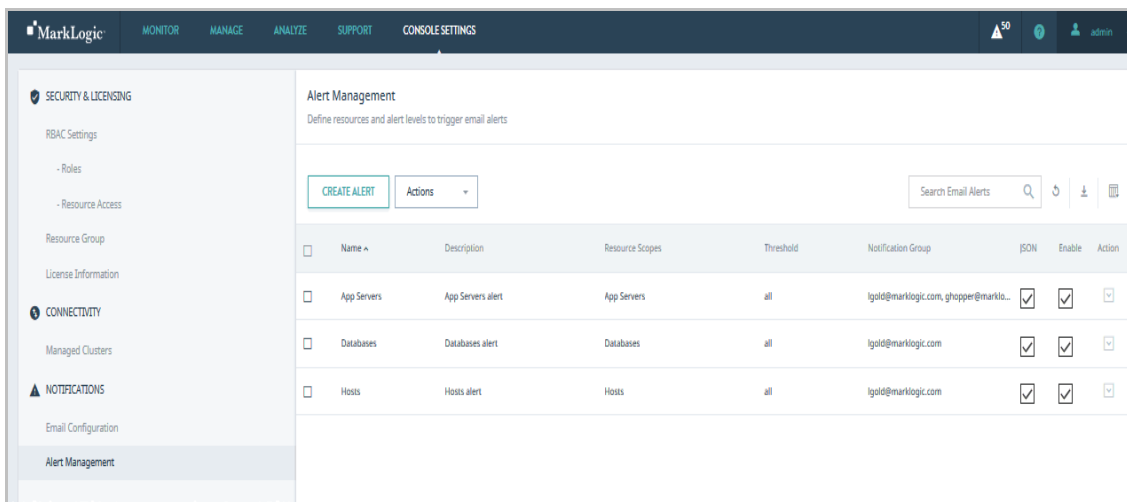 MarkLogic MONITOR MANAGE ANALYZE SUPPORT CONSOLE SETTINGS 50 ? admin
SECURITY & LICENSING
RBAC Settings
- Roles
- Resource Access
Resource Group
License Information
CONNECTIVITY
Managed Clusters
NOTIFICATIONS
Email Configuration
Alert Management
Alert Management
Define resources and alert levels to trigger email alerts
CREATE ALERT Actions Search Email Alerts
Name Description Resource Scopes Threshold Notification Group JSON Enable Action
App Servers App Servers alert App Servers all lgold@marklogic.com, ghopper@marklo...
Databases Databases alert Databases all lgold@marklogic.com
Hosts Hosts alert Hosts all lgold@marklogic.com